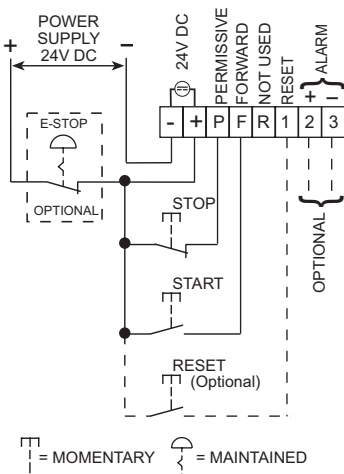 POWER
SUPPLY
24V DC
+
−
24V DC
PERMISSIVE
FORWARD
NOT USED
RESET
ALARM
+
−
- + P F R 1 2 3
E-STOP
OPTIONAL
STOP
OPTIONAL
START
RESET
(Optional)
= MOMENTARY
= MAINTAINED